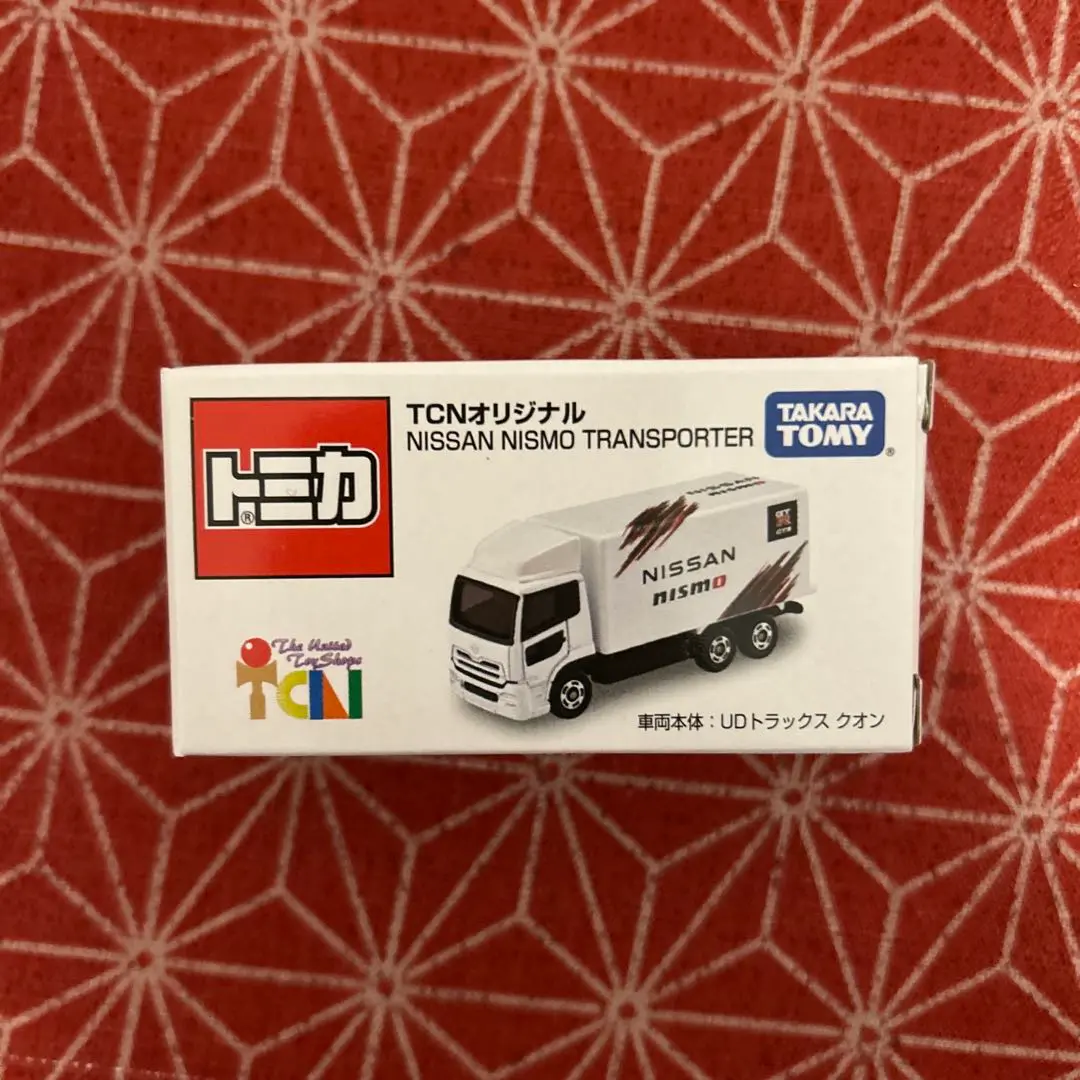 トミカ®
TCNオリジナル
NISSAN NISMO TRANSPORTER
TAKARA
TOMY®
NISSAN
nismo
The United
Toy Shops
TCN
車両本体：UDトラックス クオン